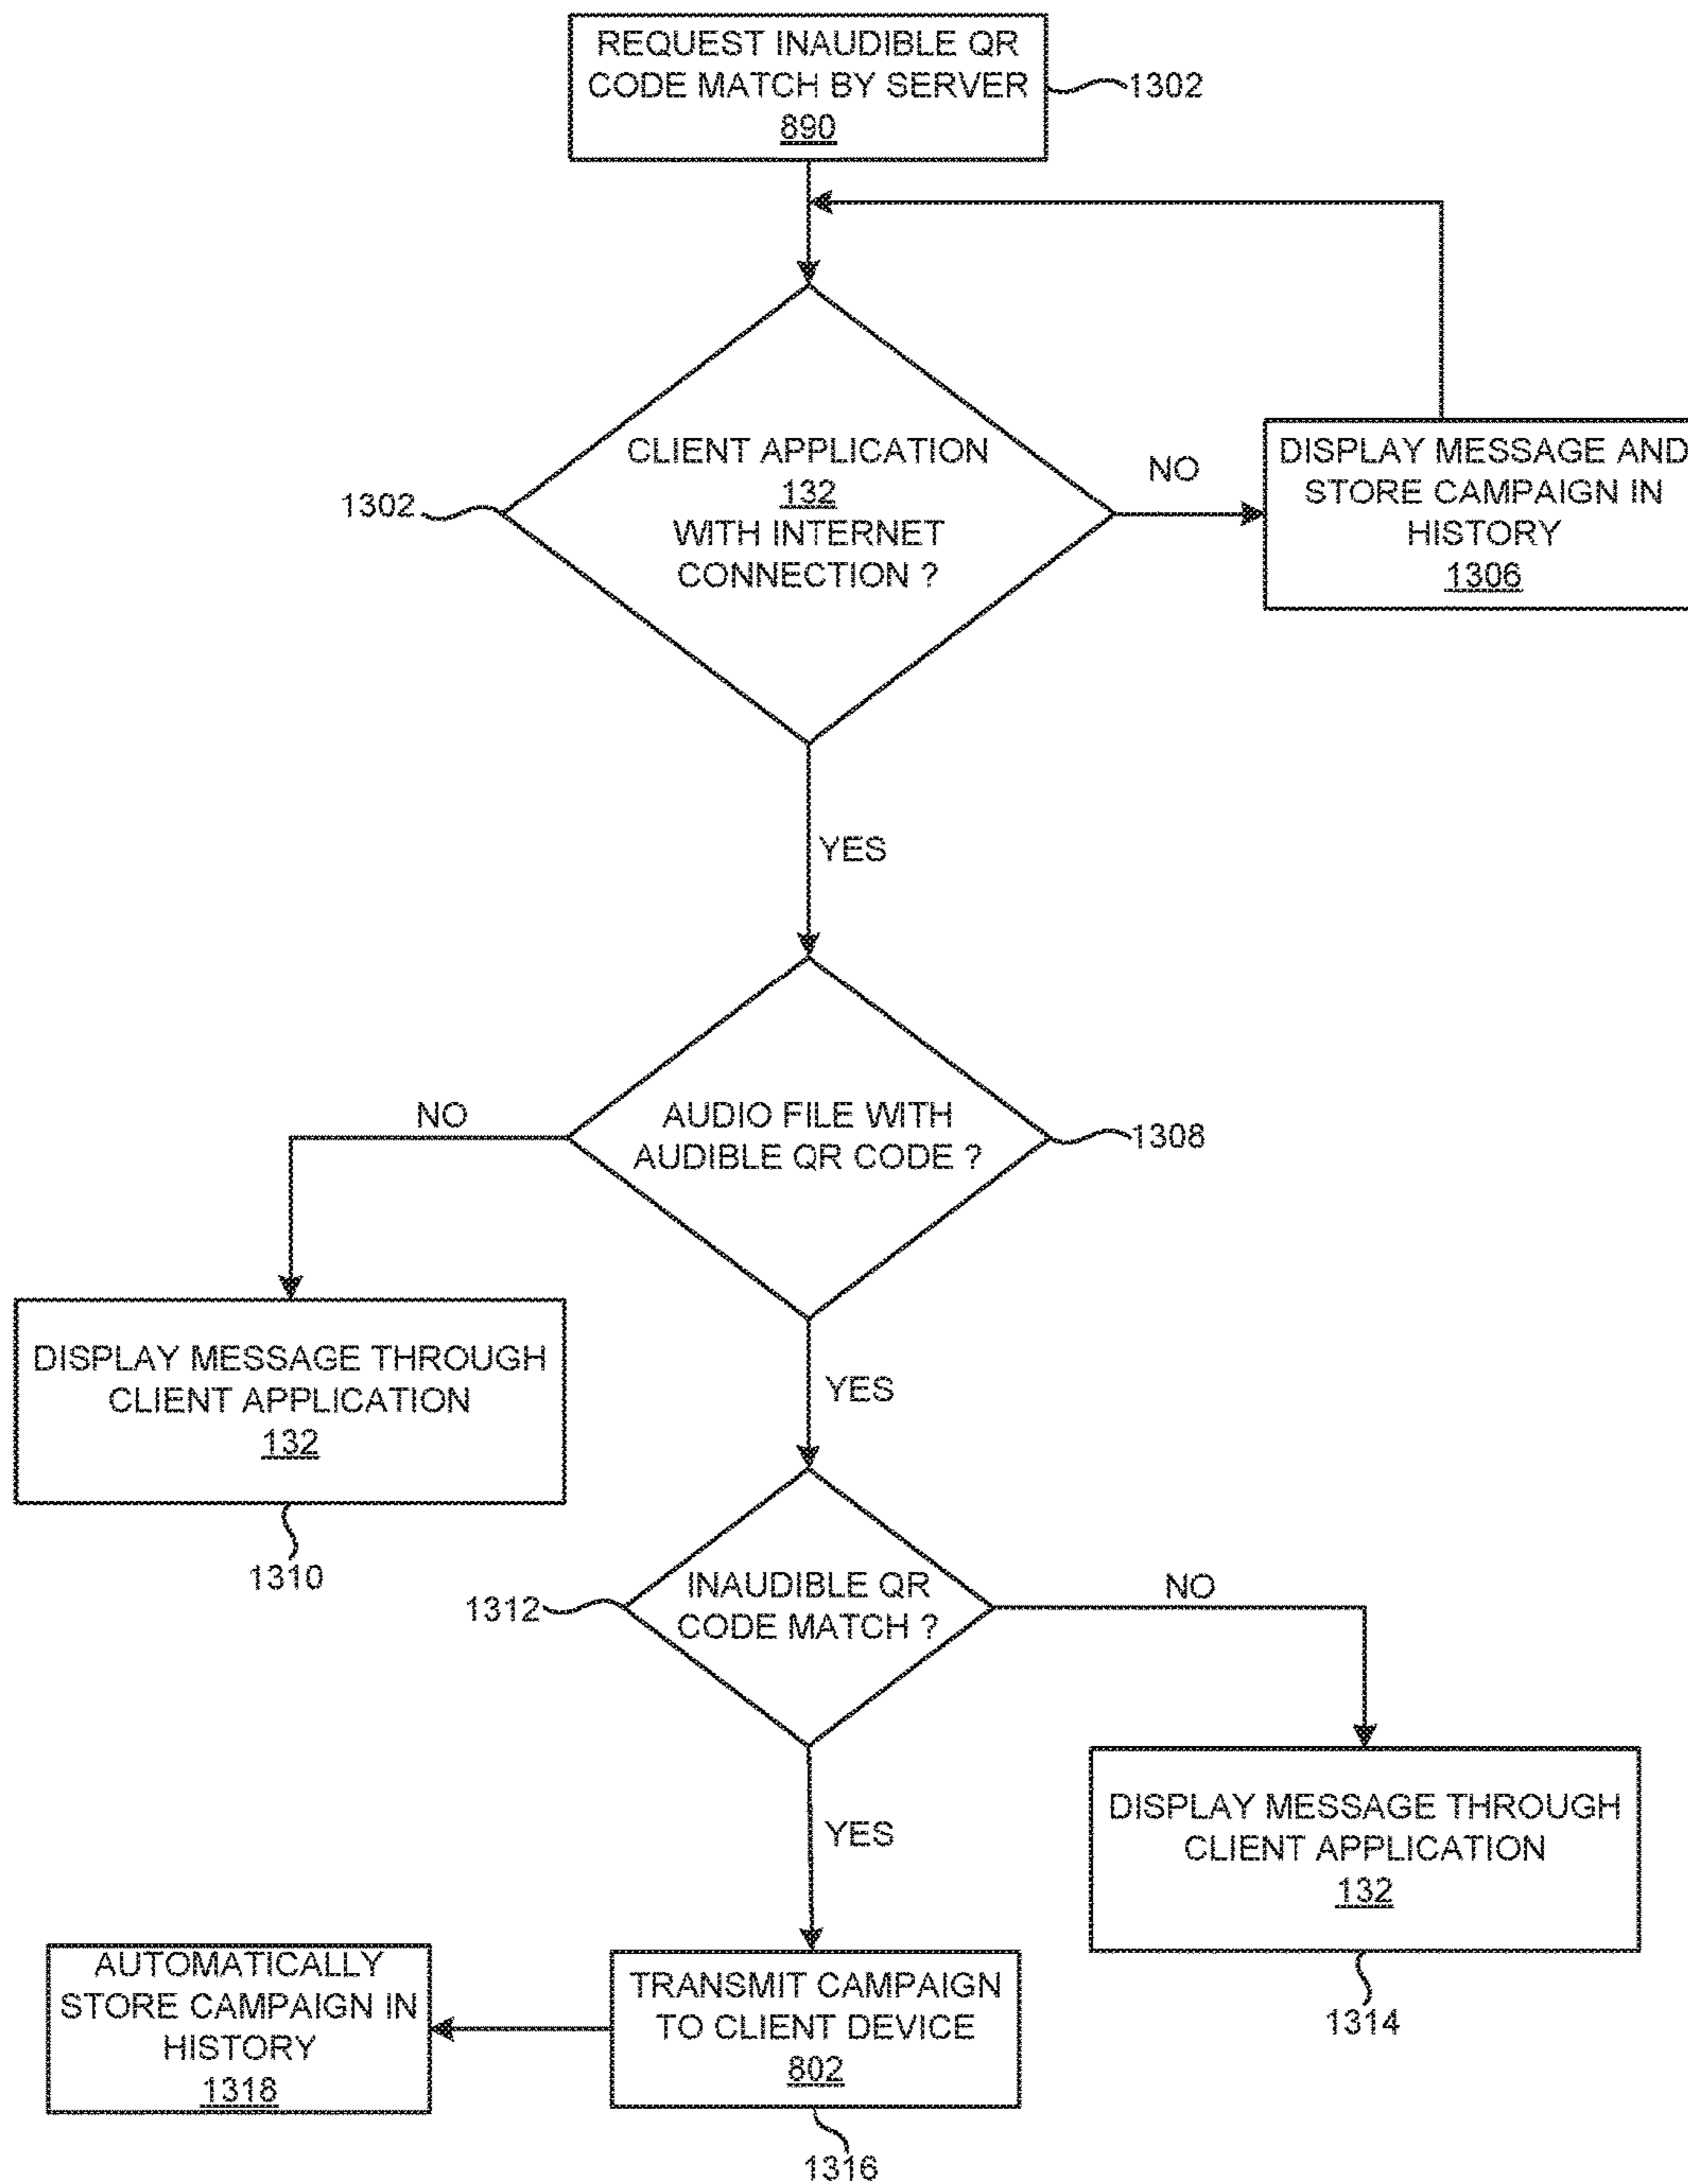 REQUEST INAUDIBLE QR
CODE MATCH BY SERVER
890
1302
CLIENT APPLICATION
132
WITH INTERNET
CONNECTION ?
1302
NO
DISPLAY MESSAGE AND
STORE CAMPAIGN IN
HISTORY
1306
YES
AUDIO FILE WITH
AUDIBLE QR CODE ?
1308
NO
DISPLAY MESSAGE THROUGH
CLIENT APPLICATION
132
1310
YES
INAUDIBLE QR
CODE MATCH ?
1312
NO
DISPLAY MESSAGE THROUGH
CLIENT APPLICATION
132
1314
YES
TRANSMIT CAMPAIGN
TO CLIENT DEVICE
802
1316
AUTOMATICALLY
STORE CAMPAIGN IN
HISTORY
1318